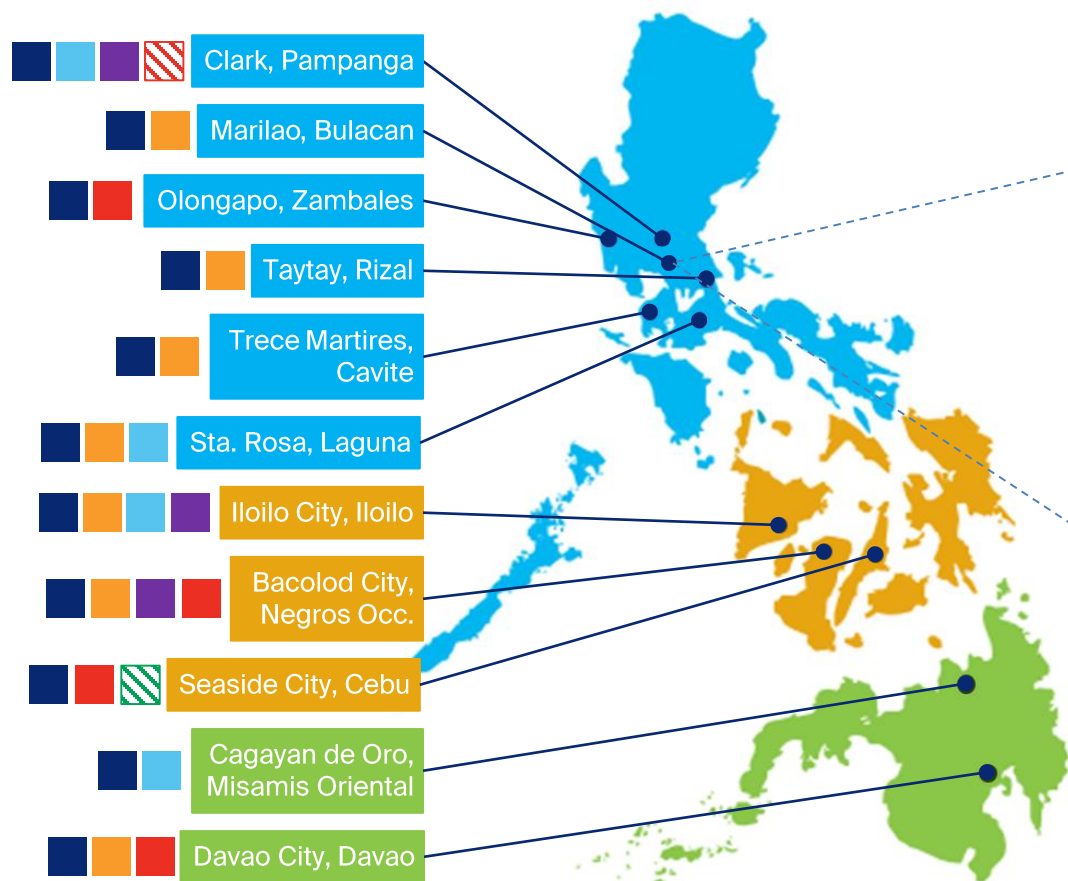 Clark, Pampanga
Marilao, Bulacan
Olongapo, Zambales
Taytay, Rizal
Trece Martires,
Cavite
Sta. Rosa, Laguna
Iloilo City, Iloilo
Bacolod City,
Negros Occ.
Seaside City, Cebu
Cagayan de Oro,
Misamis Oriental
Davao City, Davao